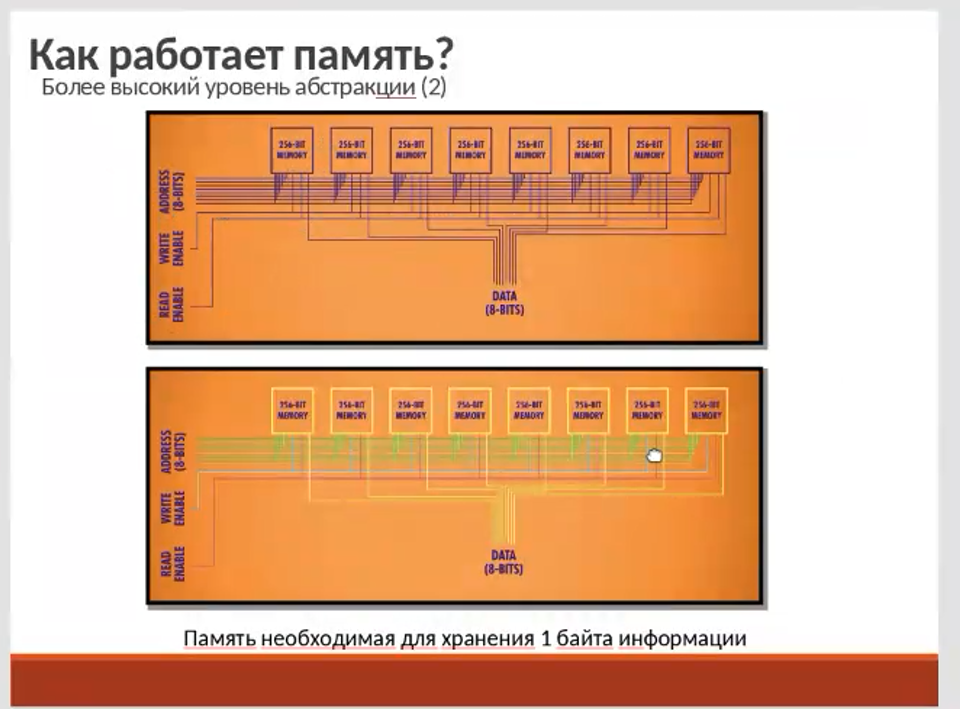 Как работает память?
Более высокий уровень абстракции (2)
256-BIT MEMORY
256-BIT MEMORY
256-BIT MEMORY
256-BIT MEMORY
256-BIT MEMORY
256-BIT MEMORY
256-BIT MEMORY
256-BIT MEMORY
ADDRESS
(8-BITS)
WRITE
ENABLE
READ
ENABLE
DATA
(8-BITS)
256-BIT MEMORY
256-BIT MEMORY
256-BIT MEMORY
256-BIT MEMORY
256-BIT MEMORY
256-BIT MEMORY
256-BIT MEMORY
256-BIT MEMORY
ADDRESS
(8-BITS)
WRITE
ENABLE
READ
ENABLE
DATA
(8-BITS)
Память необходимая для хранения 1 байта информации